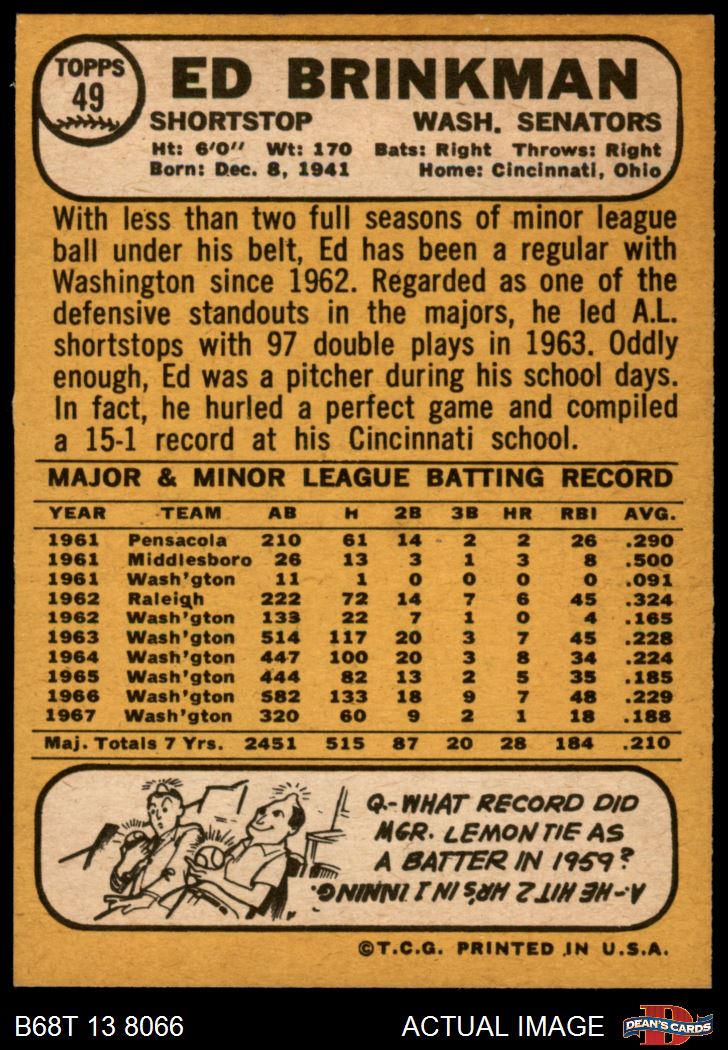 TOPPS
49
ED BRINKMAN
SHORTSTOP WASH. SENATORS
Ht: 6'0" Wt: 170 Bats: Right Throws: Right
Born: Dec. 8, 1941 Home: Cincinnati, Ohio
With less than two full seasons of minor league
ball under his belt, Ed has been a regular with
Washington since 1962. Regarded as one of the
defensive standouts in the majors, he led A.L.
shortstops with 97 double plays in 1963. Oddly
enough, Ed was a pitcher during his school days.
In fact, he hurled a perfect game and compiled
a 15-1 record at his Cincinnati school.
MAJOR & MINOR LEAGUE BATTING RECORD
YEAR TEAM AB H 2B 3B HR RBI AVG.
1961 Pensacola 210 61 14 2 2 26 .290
1961 Middlesboro 26 13 3 1 3 8 .500
1961 Wash'gton 11 1 0 0 0 0 .091
1962 Raleigh 222 72 14 7 6 45 .324
1962 Wash'gton 133 22 7 1 0 4 .165
1963 Wash'gton 514 117 20 3 7 45 .228
1964 Wash'gton 447 100 20 3 8 34 .224
1965 Wash'gton 444 82 13 2 5 35 .185
1966 Wash'gton 582 133 18 9 7 48 .229
1967 Wash'gton 320 60 9 2 1 18 .188
Maj. Totals 7 Yrs. 2451 515 87 20 28 184 .210
Q.-WHAT RECORD DID
MGR. LEMON TIE AS
A BATTER IN 1959?
A-HE HIT 2 HR'S IN 1 INNING.
©T.C.G. PRINTED IN U.S.A.
B68T 13 8066 ACTUAL IMAGE
D
DEAN'S CARDS